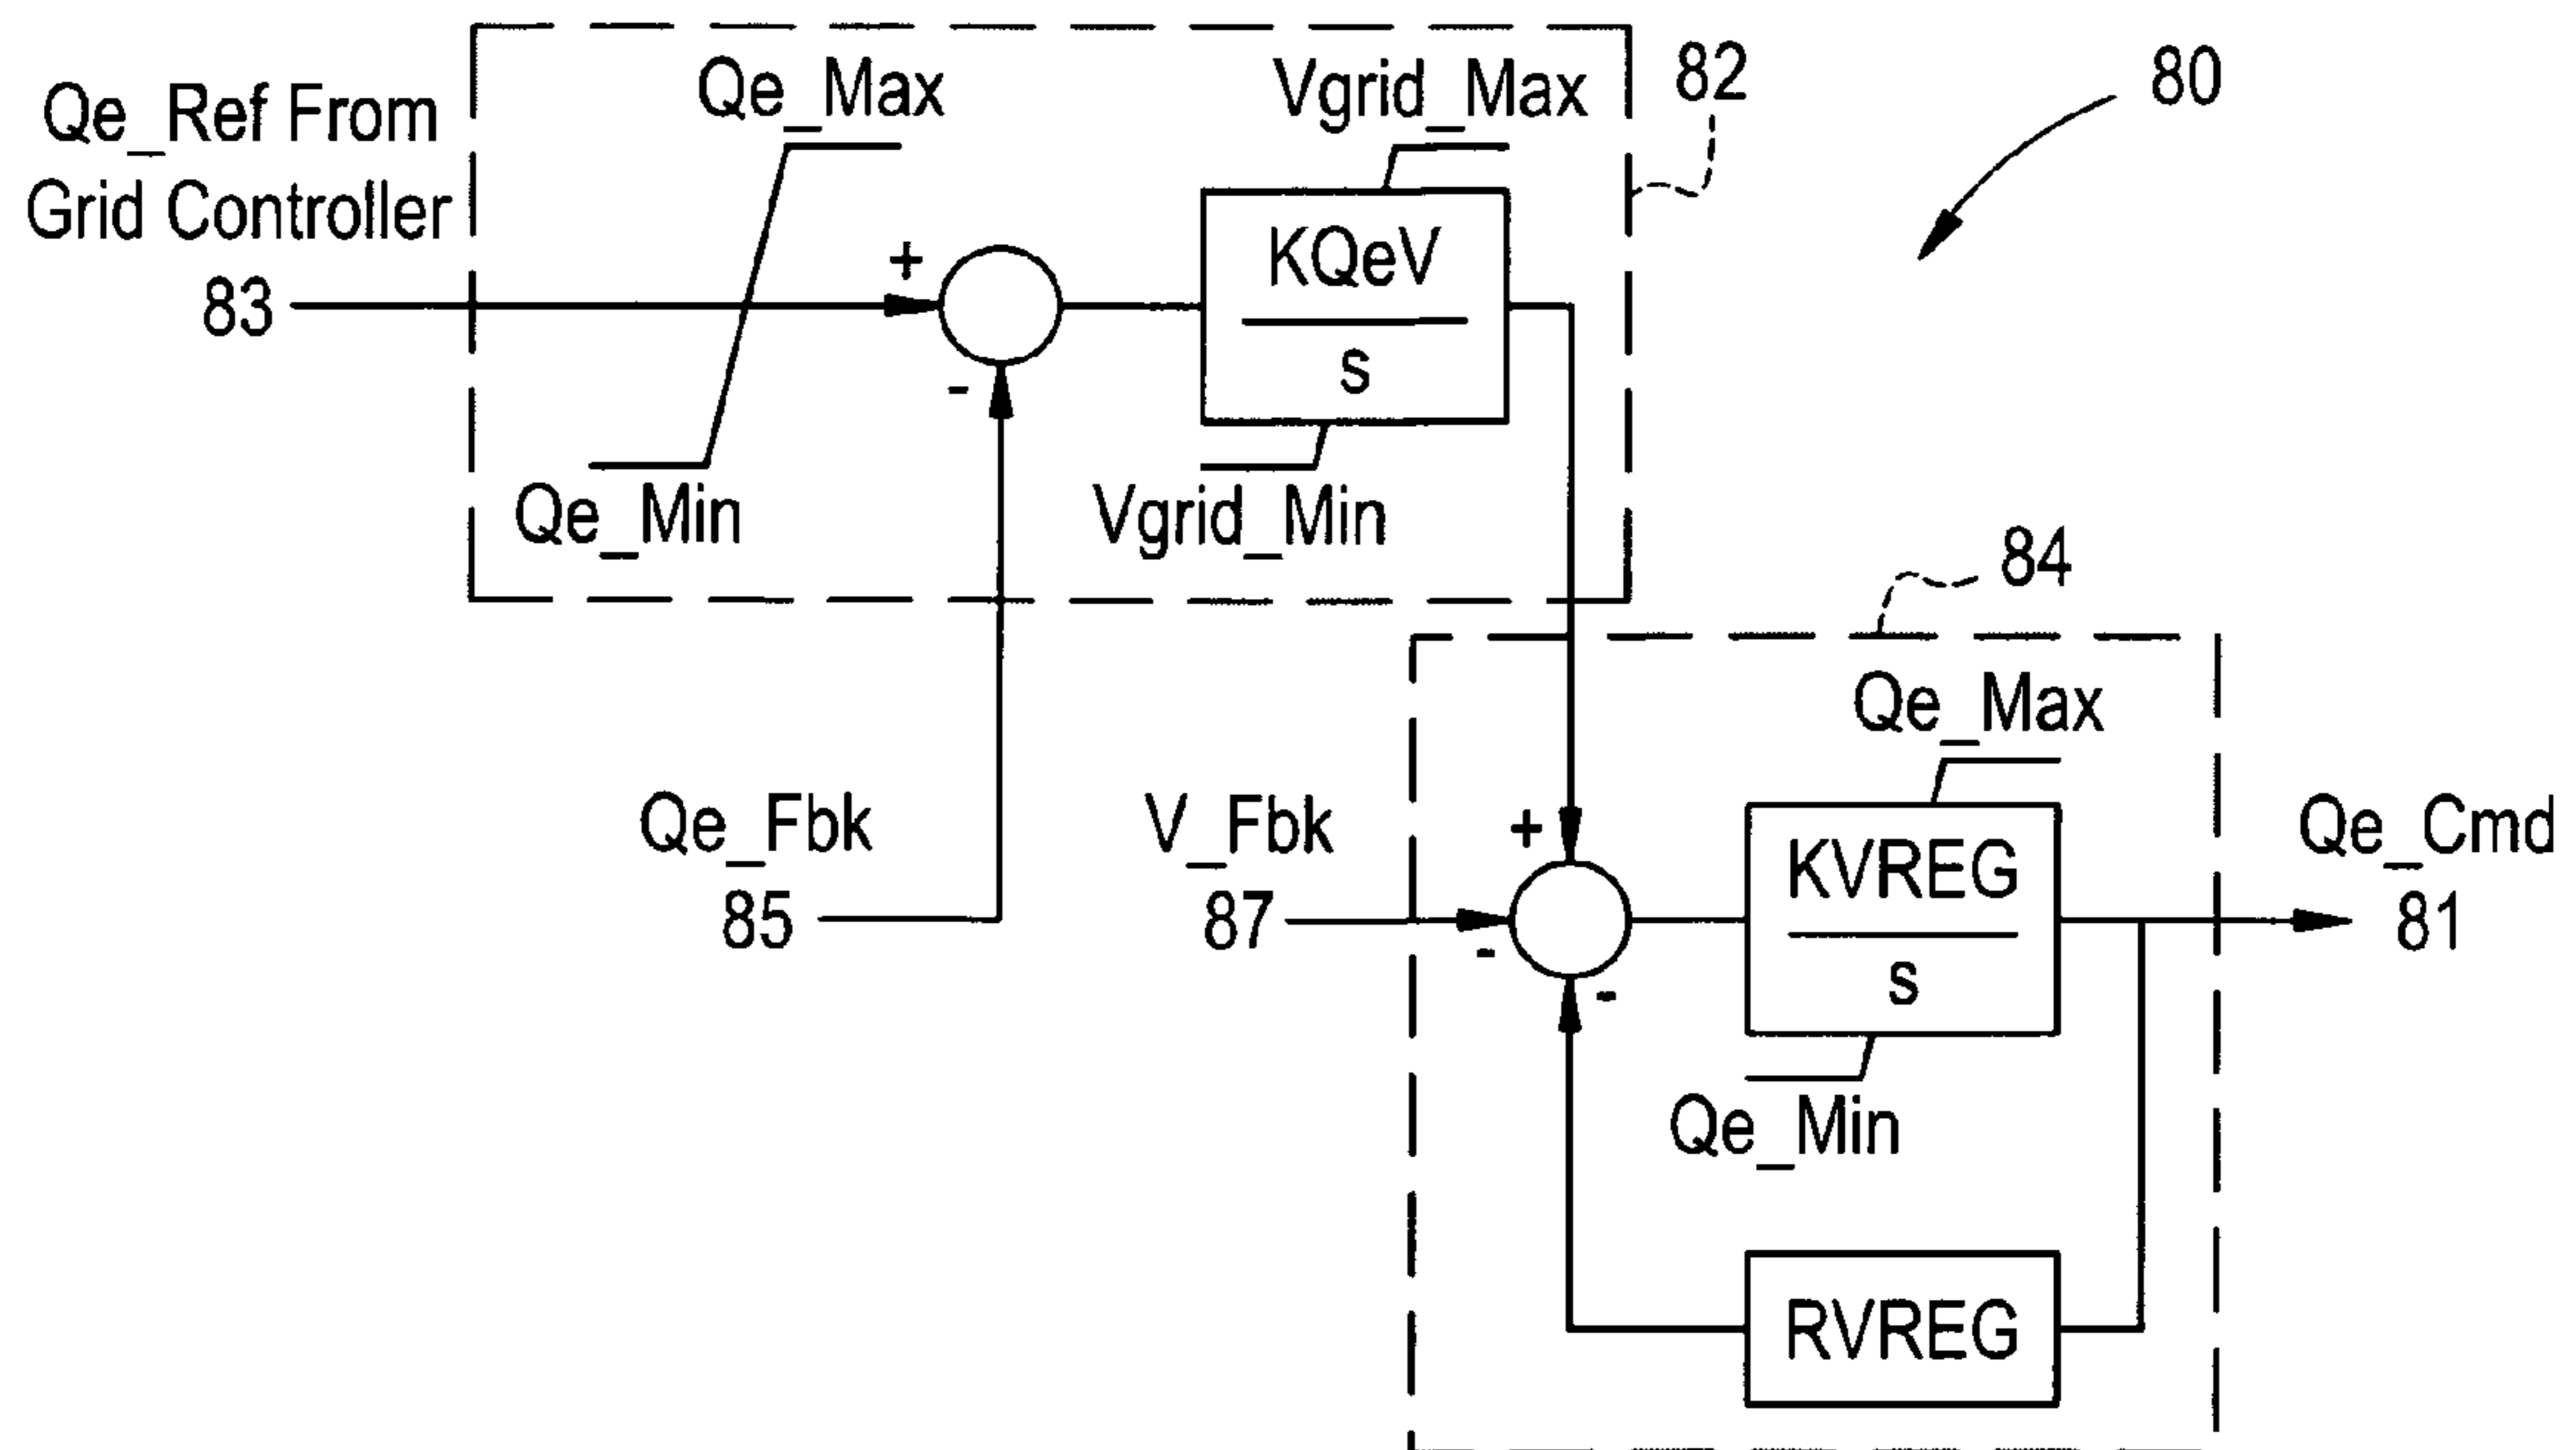 Qe_Ref From
Grid Controller
83
Qe_Max
Vgrid_Max
82
80
+
-
KQeV
s
Qe_Min
Vgrid_Min
84
Qe_Fbk
85
V_Fbk
87
+
-
-
Qe_Max
KVREG
s
Qe_Min
RVREG
Qe_Cmd
81